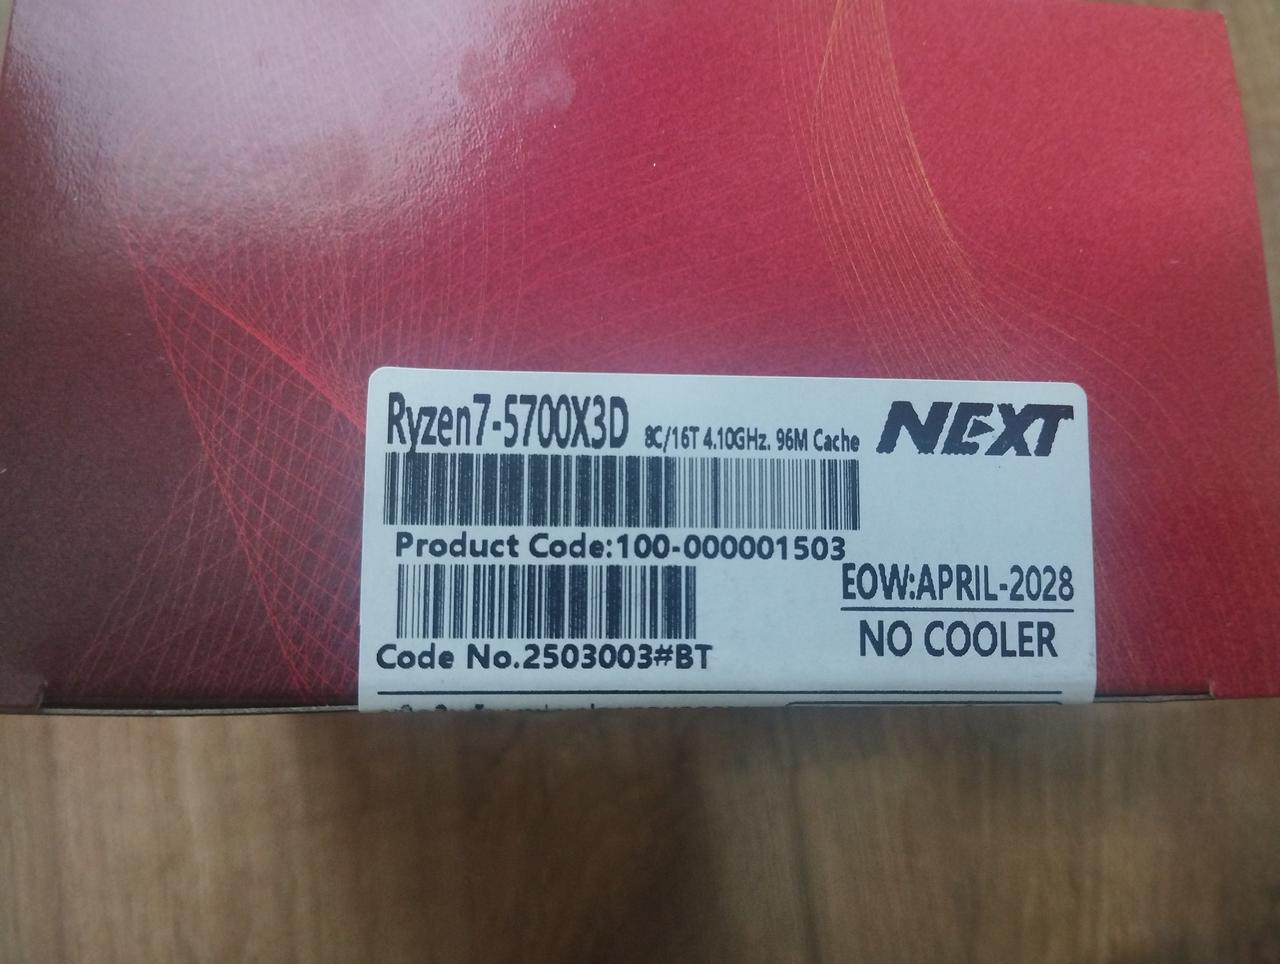 Ryzen7-5700X3D 8C/16T 4.10GHz. 96M Cache
NEXT
Product Code:100-000001503
EOW:APRIL-2028
NO COOLER
Code No.2503003#BT